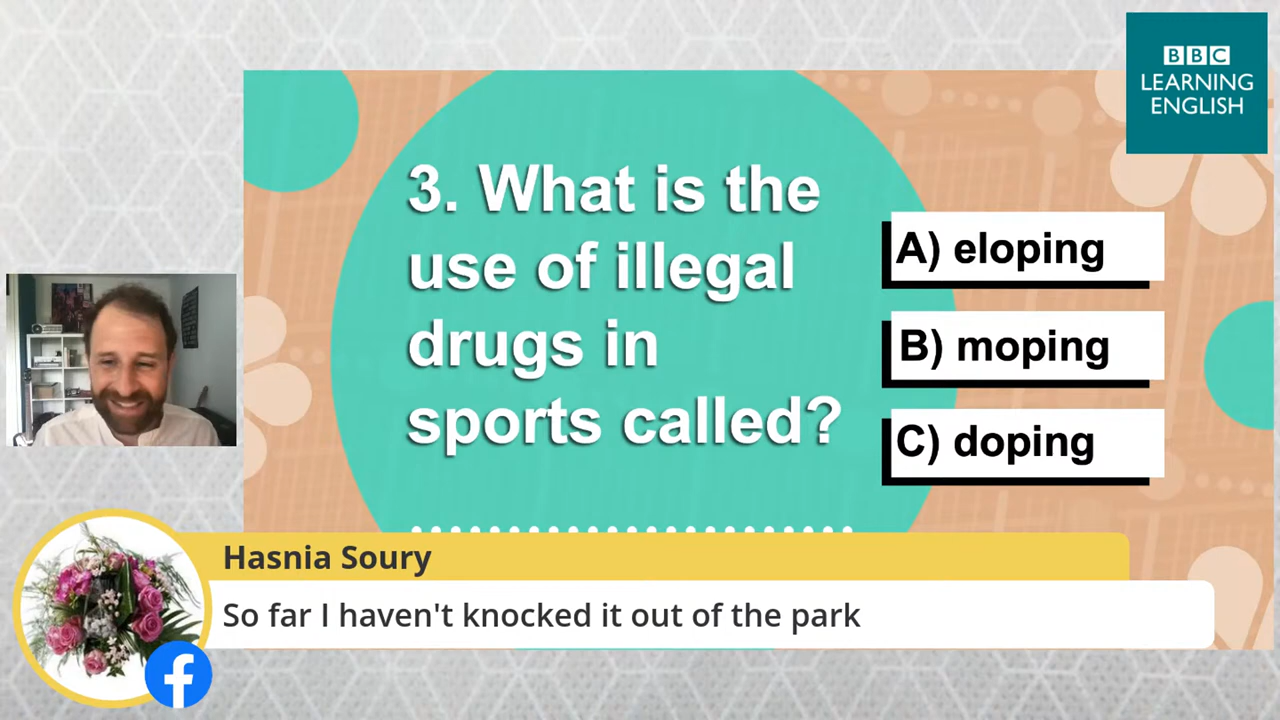 BBC
LEARNING
ENGLISH
3. What is the
use of illegal
drugs in
sports called?
A) eloping
B) moping
C) doping
Hasnia Soury
So far I haven't knocked it out of the park